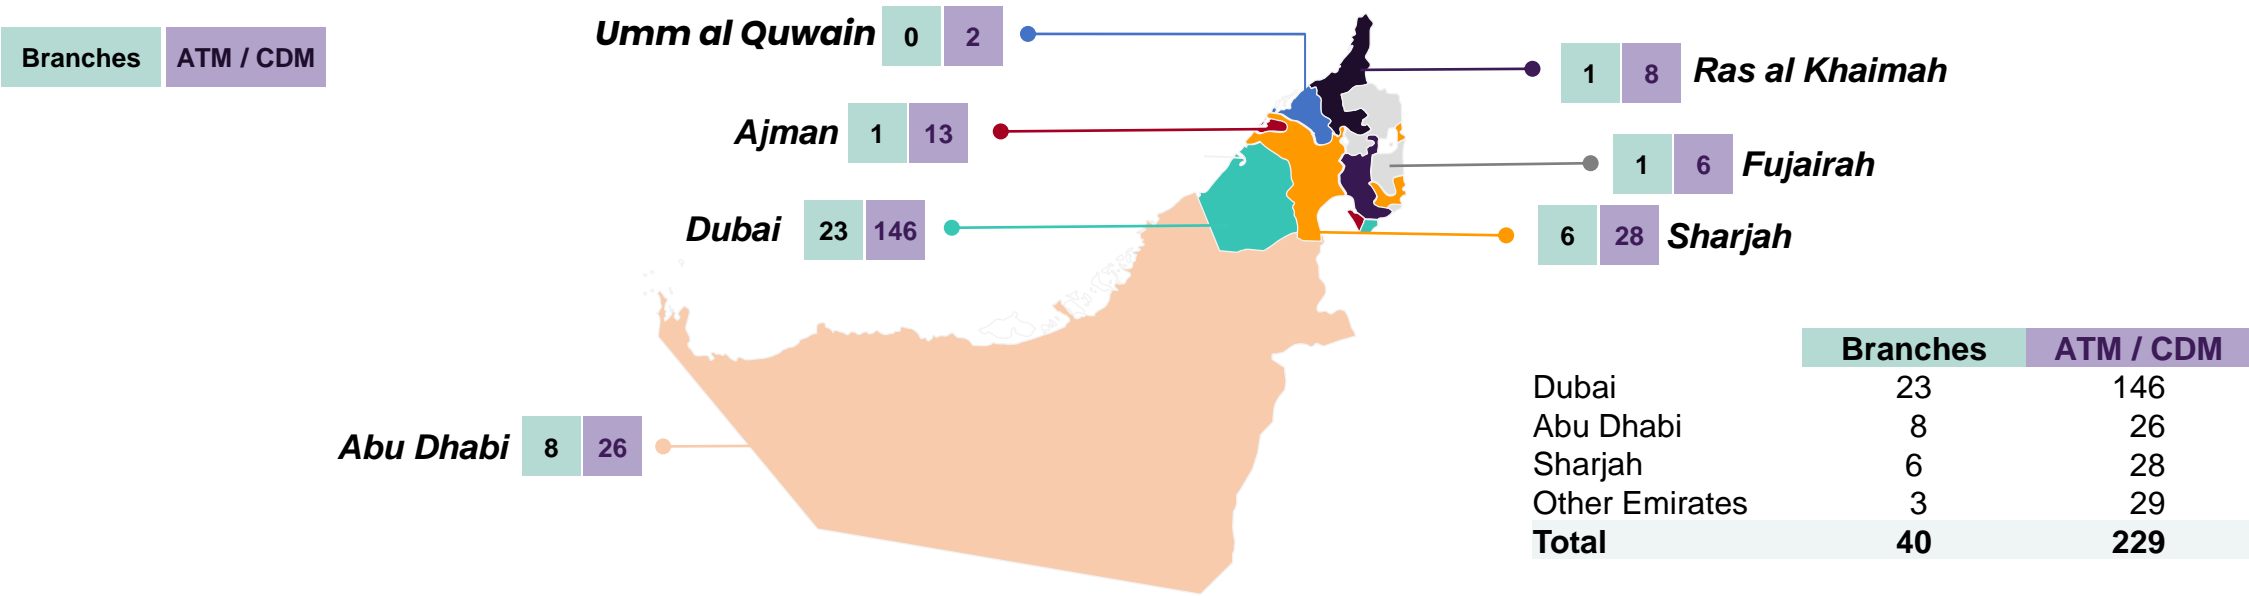 Branches ATM / CDM
Umm al Quwain 0 2
1 8 Ras al Khaimah
Ajman 1 13
1 6 Fujairah
Dubai 23 146
6 28 Sharjah
Abu Dhabi 8 26
Branches ATM / CDM
Dubai 23 146
Abu Dhabi 8 26
Sharjah 6 28
Other Emirates 3 29
Total 40 229